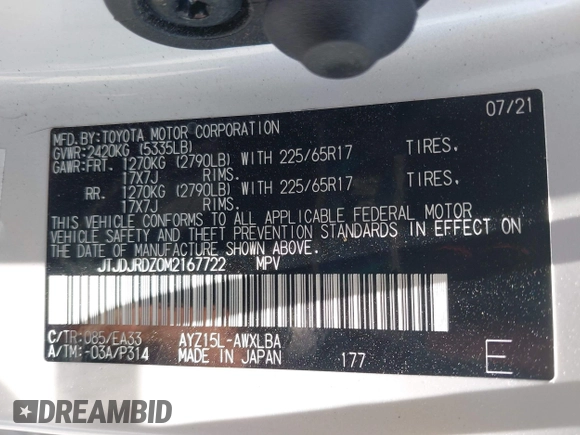 07/21
MFD.BY:TOYOTA MOTOR CORPORATION
GVWR:2420KG (5335LB)
GAWR:FRT. 1270KG (2790LB) WITH 225/65R17 TIRES,
17X7J RIMS.
RR. 1270KG (2790LB) WITH 225/65R17 TIRES,
17X7J RIMS.
THIS VEHICLE CONFORMS TO ALL APPLICABLE FEDERAL MOTOR
VEHICLE SAFETY AND THEFT PREVENTION STANDARDS IN EFFECT ON
THE DATE OF MANUFACTURE SHOWN ABOVE.
JTJDJRDZ0M2167722 MPV
C/TR:085/EA33 AYZ15L-AWXLBA
A/TM:-03A/P314 MADE IN JAPAN 177 E
DREAMBID